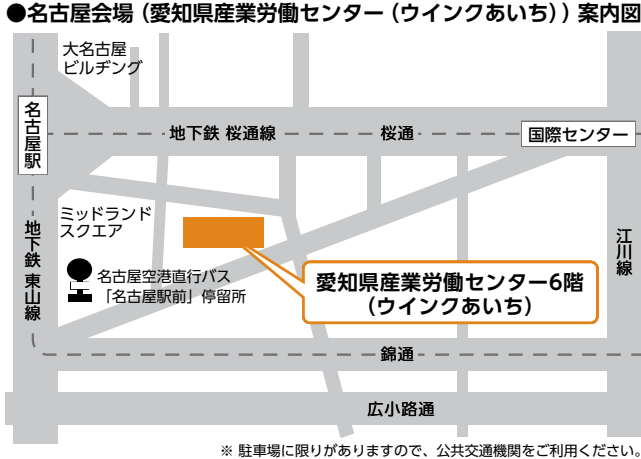 ●名古屋会場（愛知県産業労働センター（ウインクあいち））案内図
大名古屋
ビルヂング
名古屋駅
地下鉄 桜通線
桜通
国際センター
ミッドランド
スクエア
地下鉄 東山線
江川線
名古屋空港直行バス
「名古屋駅前」停留所
愛知県産業労働センター6階
（ウインクあいち）
錦通
広小路通
※ 駐車場に限りがありますので、公共交通機関をご利用ください。